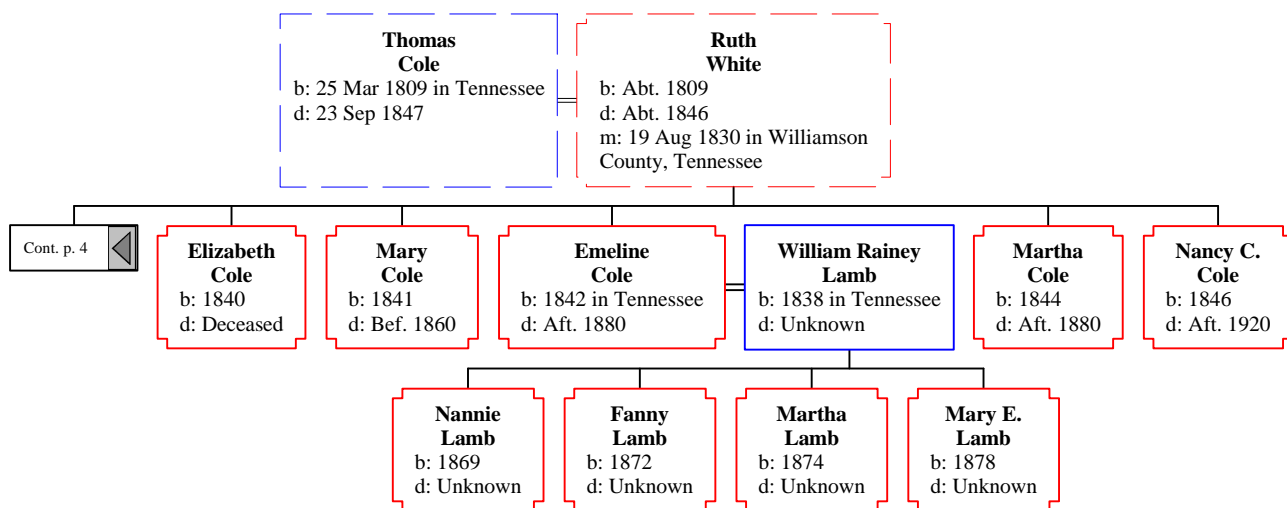 Thomas
Cole
b: 25 Mar 1809 in Tennessee
d: 23 Sep 1847
Ruth
White
b: Abt. 1809
d: Abt. 1846
m: 19 Aug 1830 in Williamson
County, Tennessee
Cont. p. 4
Elizabeth
Cole
b: 1840
d: Deceased
Mary
Cole
b: 1841
d: Bef. 1860
Emeline
Cole
b: 1842 in Tennessee
d: Aft. 1880
William Rainey
Lamb
b: 1838 in Tennessee
d: Unknown
Martha
Cole
b: 1844
d: Aft. 1880
Nancy C.
Cole
b: 1846
d: Aft. 1920
Nannie
Lamb
b: 1869
d: Unknown
Fanny
Lamb
b: 1872
d: Unknown
Martha
Lamb
b: 1874
d: Unknown
Mary E.
Lamb
b: 1878
d: Unknown